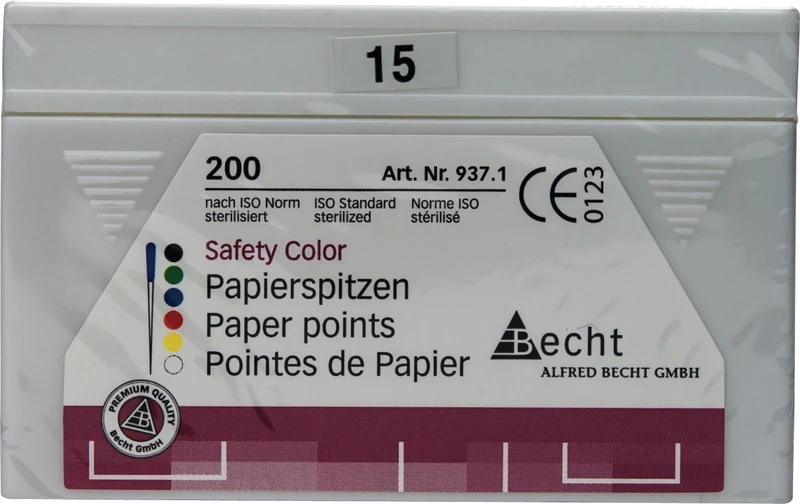 15
200 Art. Nr. 937.1
nach ISO Norm ISO Standard Norme ISO
sterilisiert sterilized stérilisé
CE 0123
Safety Color
Papierspitzen
Paper points
Pointes de Papier
Becht
ALFRED BECHT GMBH
PREMIUM QUALITY
B
Becht GmbH